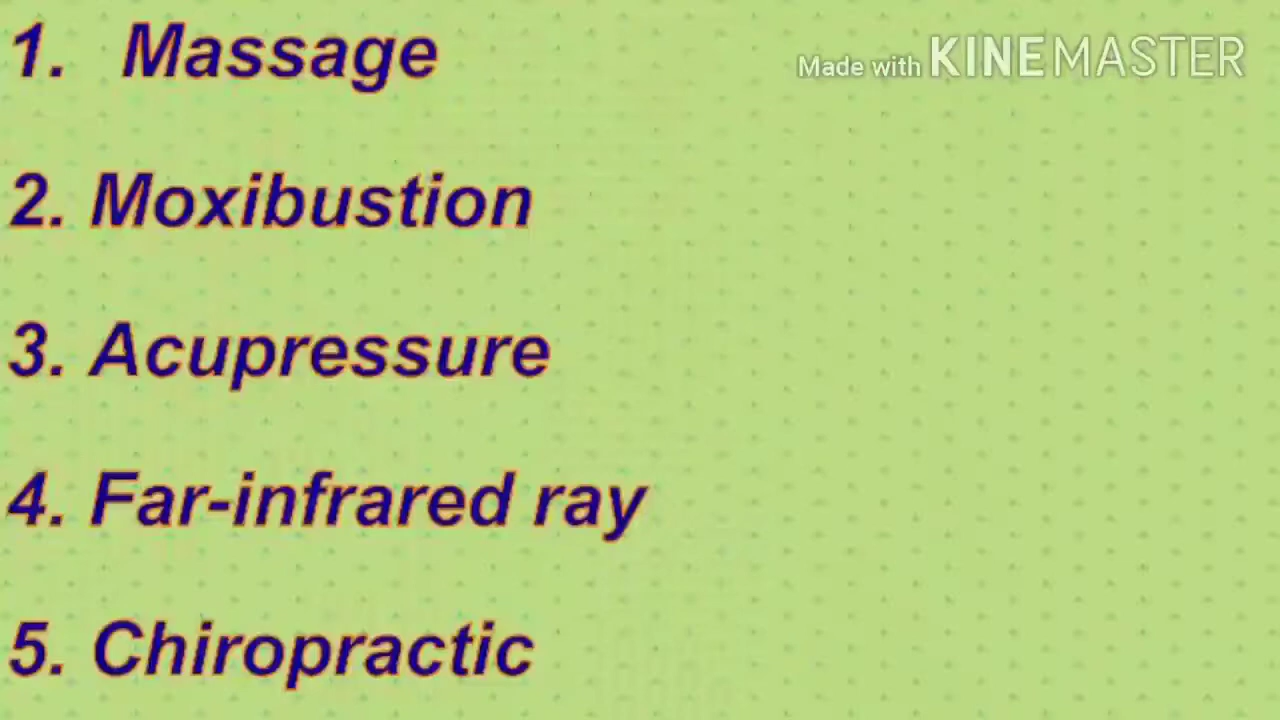 1. Massage
Made with KINEMASTER
2. Moxibustion
3. Acupressure
4. Far-infrared ray
5. Chiropractic